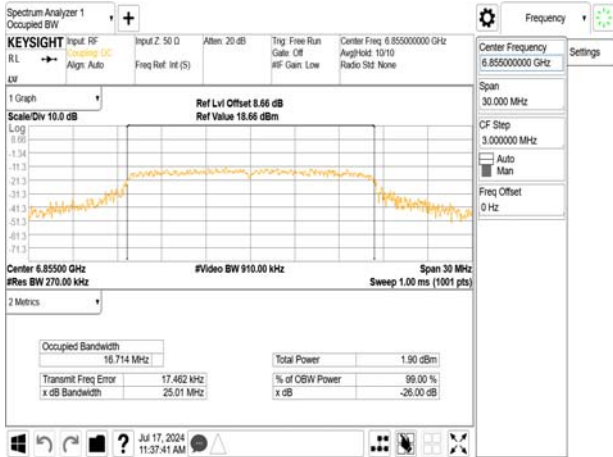 Spectrum Analyzer 1
Occupied BW
Frequency
KEYSIGHT
RL
Input: RF
Coupling: DC
Align: Auto
Input Z: 50 Ω
Freq Ref: Int (S)
Atten: 20 dB
Trig: Free Run
Gate: Off
#IF Gain: Low
Center Freq: 6.855000000 GHz
Avg|Hold: 10/10
Radio Std: None
1 Graph
Scale/Div 10.0 dB
Ref Lvl Offset 8.66 dB
Ref Value 18.66 dBm
Log
8.66
-1.34
-11.3
-21.3
-31.3
-41.3
-51.3
-61.3
-71.3
Center 6.85500 GHz
#Res BW 270.00 kHz
#Video BW 910.00 kHz
Span 30 MHz
Sweep 1.00 ms (1001 pts)
2 Metrics
Occupied Bandwidth
16.714 MHz
Total Power 1.90 dBm
Transmit Freq Error 17.462 kHz
% of OBW Power 99.00 %
x dB Bandwidth 25.01 MHz
x dB -26.00 dB
Jul 17, 2024
11:37:41 AM
Center Frequency
6.855000000 GHz
Settings
Span
30.000 MHz
CF Step
3.000000 MHz
Auto
Man
Freq Offset
0 Hz